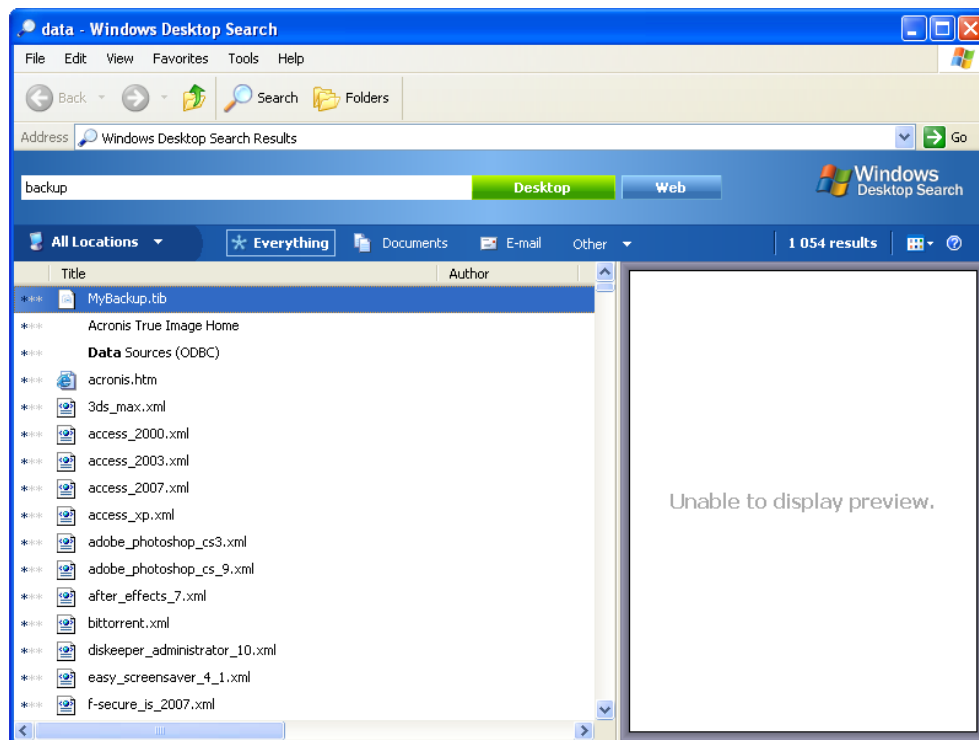 data - Windows Desktop Search
File Edit View Favorites Tools Help
Back Search Folders
Address Windows Desktop Search Results Go
backup Desktop Web Windows Desktop Search
All Locations Everything Documents E-mail Other 1 054 results
Title Author
MyBackup.tib
Acronis True Image Home
Data Sources (ODBC)
acronis.htm
3ds_max.xml
access_2000.xml
access_2003.xml
access_2007.xml
access_xp.xml
adobe_photoshop_cs3.xml
adobe_photoshop_cs_9.xml
after_effects_7.xml
bittorrent.xml
diskeeper_administrator_10.xml
easy_screensaver_4_1.xml
f-secure_is_2007.xml
Unable to display preview.